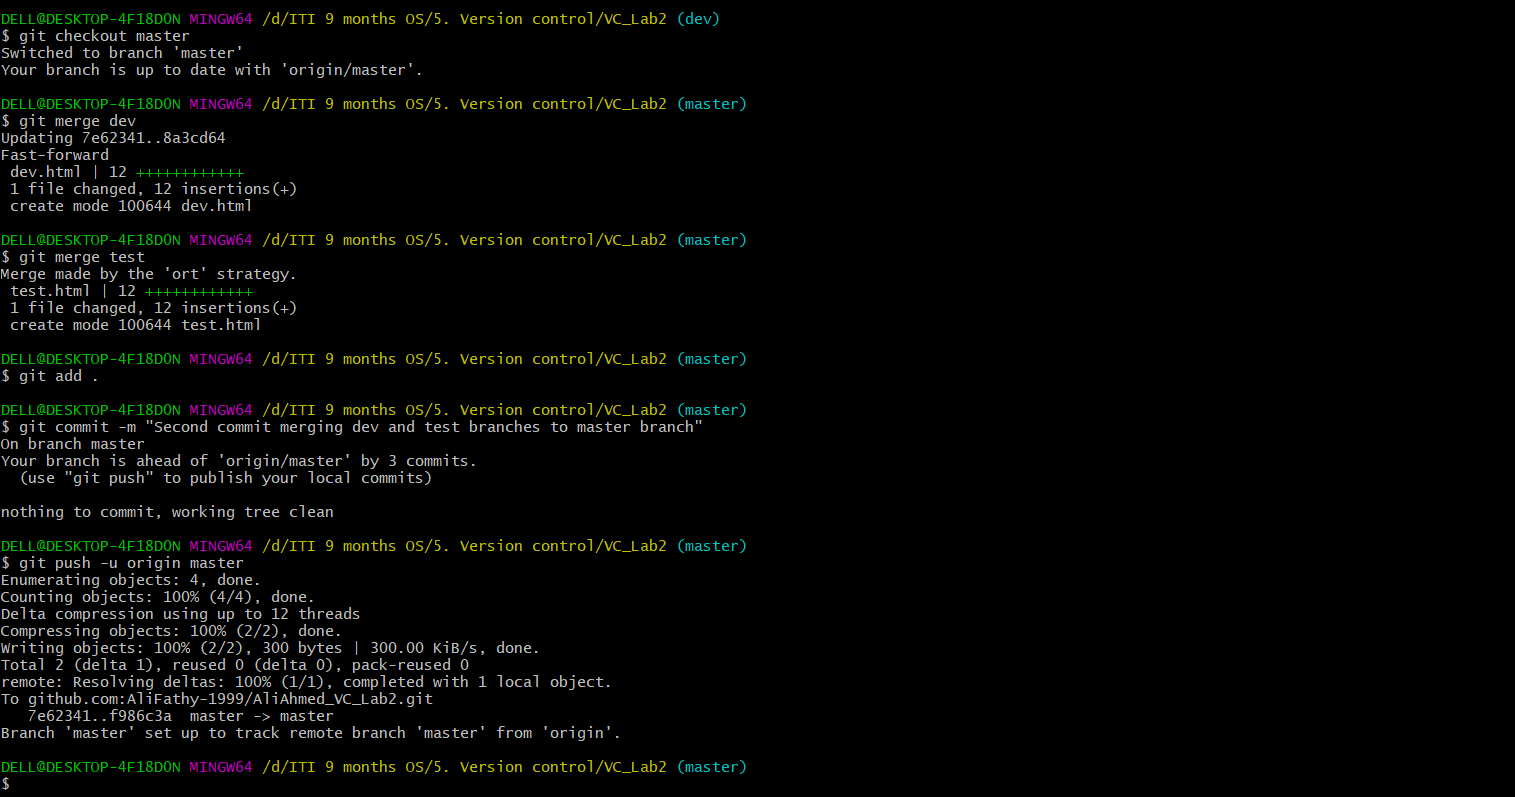 DELL@DESKTOP-4F18DON MINGW64 /d/ITI 9 months OS/5. Version control/VC_Lab2 (dev)
$ git checkout master
Switched to branch 'master'
Your branch is up to date with 'origin/master'.
DELL@DESKTOP-4F18DON MINGW64 /d/ITI 9 months OS/5. Version control/VC_Lab2 (master)
$ git merge dev
Updating 7e62341..8a3cd64
Fast-forward
 dev.html | 12 ++++++++++++
 1 file changed, 12 insertions(+)
 create mode 100644 dev.html
DELL@DESKTOP-4F18DON MINGW64 /d/ITI 9 months OS/5. Version control/VC_Lab2 (master)
$ git merge test
Merge made by the 'ort' strategy.
 test.html | 12 ++++++++++++
 1 file changed, 12 insertions(+)
 create mode 100644 test.html
DELL@DESKTOP-4F18DON MINGW64 /d/ITI 9 months OS/5. Version control/VC_Lab2 (master)
$ git add .
DELL@DESKTOP-4F18DON MINGW64 /d/ITI 9 months OS/5. Version control/VC_Lab2 (master)
$ git commit -m "Second commit merging dev and test branches to master branch"
On branch master
Your branch is ahead of 'origin/master' by 3 commits.
  (use "git push" to publish your local commits)
nothing to commit, working tree clean
DELL@DESKTOP-4F18DON MINGW64 /d/ITI 9 months OS/5. Version control/VC_Lab2 (master)
$ git push -u origin master
Enumerating objects: 4, done.
Counting objects: 100% (4/4), done.
Delta compression using up to 12 threads
Compressing objects: 100% (2/2), done.
Writing objects: 100% (2/2), 300 bytes | 300.00 KiB/s, done.
Total 2 (delta 1), reused 0 (delta 0), pack-reused 0
remote: Resolving deltas: 100% (1/1), completed with 1 local object.
To github.com:AliFathy-1999/AliAhmed_VC_Lab2.git
   7e62341..f986c3a  master -> master
Branch 'master' set up to track remote branch 'master' from 'origin'.
DELL@DESKTOP-4F18DON MINGW64 /d/ITI 9 months OS/5. Version control/VC_Lab2 (master)
$